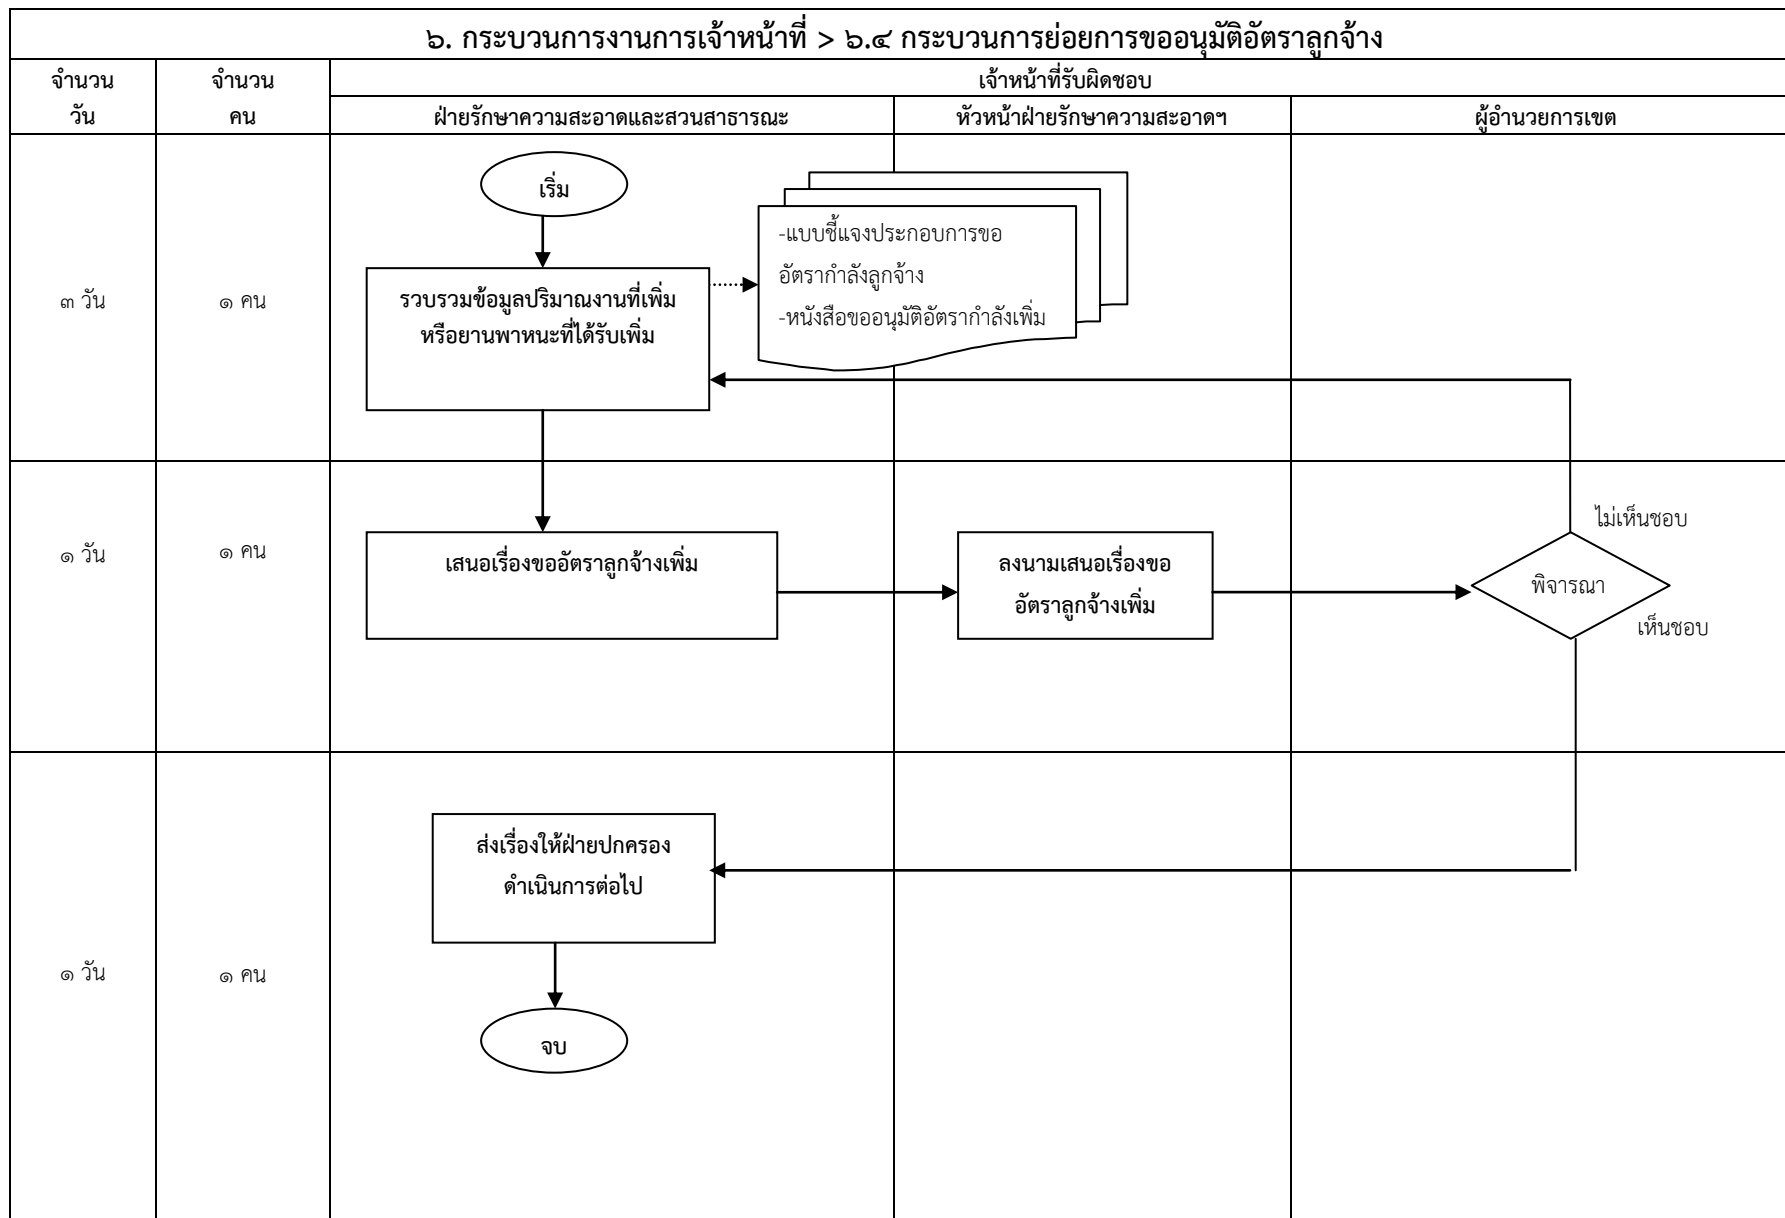 ๖. กระบวนการงานการเจ้าหน้าที่ > ๖.๔ กระบวนการย่อยการขออนุมัติอัตราลูกจ้าง
จำนวน
วัน
จำนวน
คน
เจ้าหน้าที่รับผิดชอบ
ฝ่ายรักษาความสะอาดและสวนสาธารณะ
หัวหน้าฝ่ายรักษาความสะอาดฯ
ผู้อำนวยการเขต
๓ วัน
๑ คน
เริ่ม
รวบรวมข้อมูลปริมาณงานที่เพิ่ม
หรือยานพาหนะที่ได้รับเพิ่ม
-แบบชี้แจงประกอบการขอ
อัตรากำลังลูกจ้าง
-หนังสือขออนุมัติอัตรากำลังเพิ่ม
๑ วัน
๑ คน
เสนอเรื่องขออัตราลูกจ้างเพิ่ม
ลงนามเสนอเรื่องขอ
อัตราลูกจ้างเพิ่ม
ไม่เห็นชอบ
พิจารณา
เห็นชอบ
๑ วัน
๑ คน
ส่งเรื่องให้ฝ่ายปกครอง
ดำเนินการต่อไป
จบ